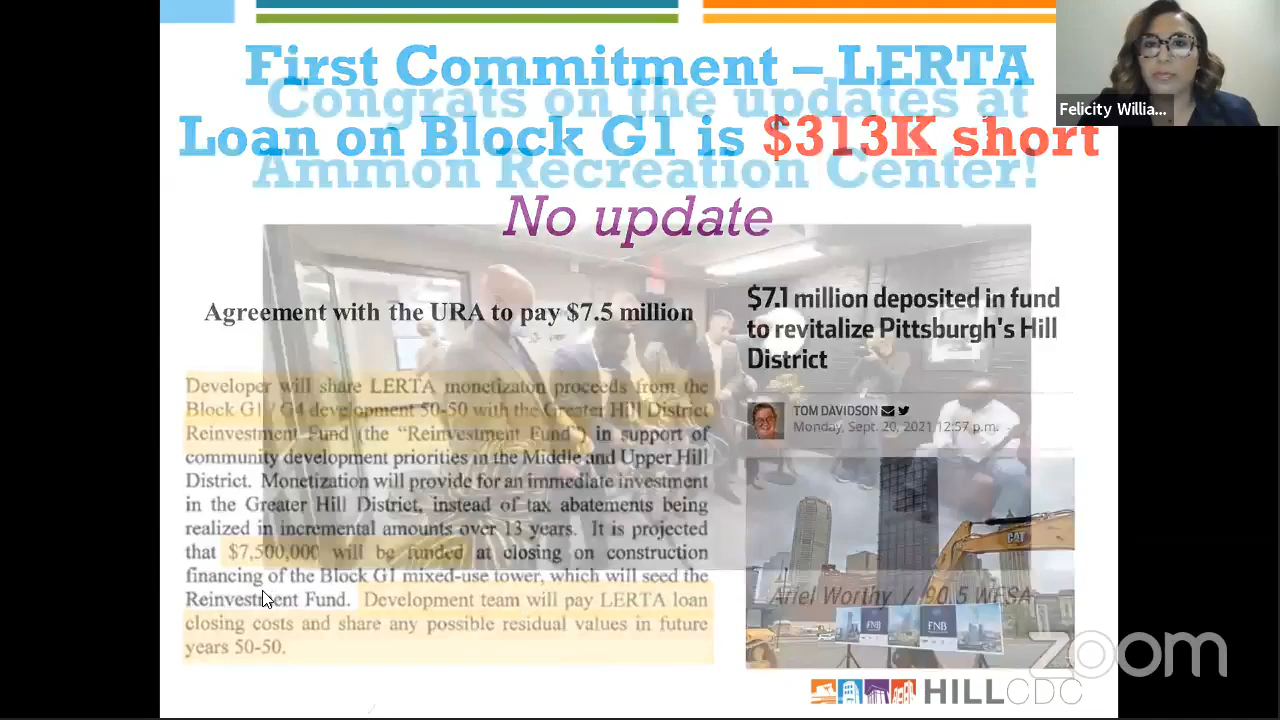 First Commitment – LERTA
Congrats on the updates at
Loan on Block G1 is $313K short
Ammon Recreation Center!
No update
Felicity Willia...
Agreement with the URA to pay $7.5 million
Developer will share LERTA monetizaton proceeds from the
Block G1 / G4 development 50-50 with the Greater Hill District
Reinvestment Fund (the “Reinvestment Fund”) in support of
community development priorities in the Middle and Upper Hill
District. Monetization will provide for an immediate investment
in the Greater Hill District, instead of tax abatements being
realized in incremental amounts over 13 years. It is projected
that $7,500,000 will be funded at closing on construction
financing of the Block G1 mixed-use tower, which will seed the
Reinvestment Fund. Development team will pay LERTA loan
closing costs and share any possible residual values in future
years 50-50.
$7.1 million deposited in fund
to revitalize Pittsburgh's Hill
District
TOM DAVIDSON
Monday, Sept. 20, 2021 12:57 p.m.
CAT
Ariel Worthy / 90.5 WESA
FNB
FNB
zoom
HILLCDC